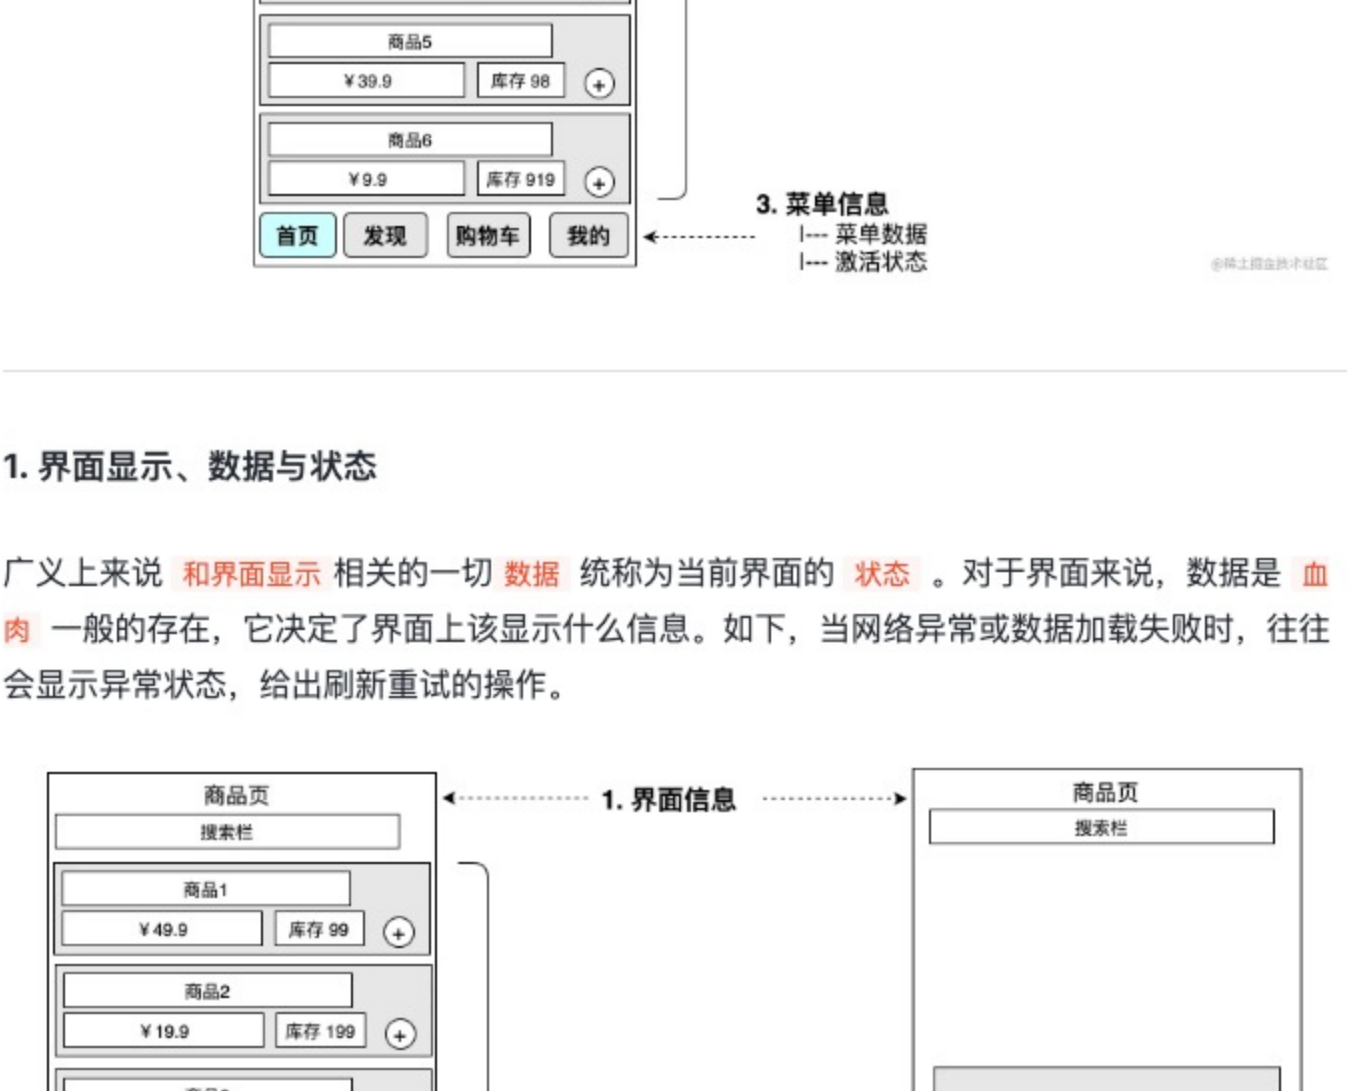 商品5
￥39.9 库存 98 +
商品6
￥9.9 库存 919 +
首页 发现 购物车 我的
3. 菜单信息
|--- 菜单数据
|--- 激活状态
@稀土掘金技术社区
1. 界面显示、数据与状态
广义上来说 和界面显示 相关的一切 数据 统称为当前界面的 状态 。对于界面来说，数据是 血
肉 一般的存在，它决定了界面上该显示什么信息。如下，当网络异常或数据加载失败时，往往
会显示异常状态，给出刷新重试的操作。
商品页
搜索栏
商品1
￥49.9 库存 99 +
商品2
￥19.9 库存 199 +
1. 界面信息
商品页
搜索栏